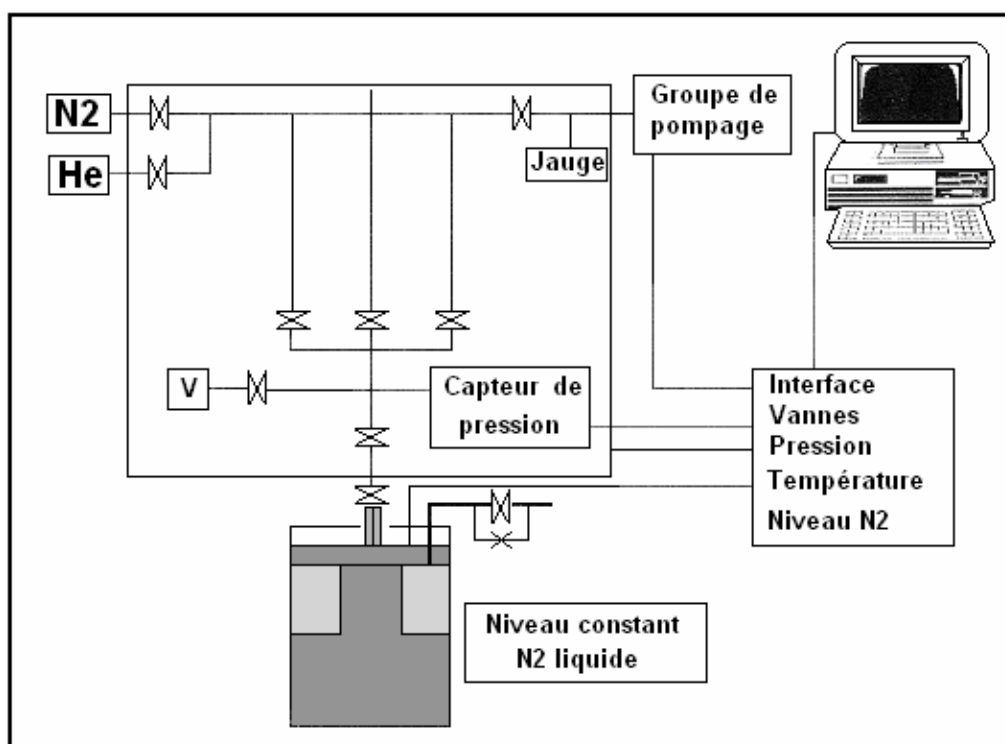 N2
He
Groupe de
pompage
Jauge
V
Capteur de
pression
Interface
Vannes
Pression
Température
Niveau N2
Niveau constant
N2 liquide